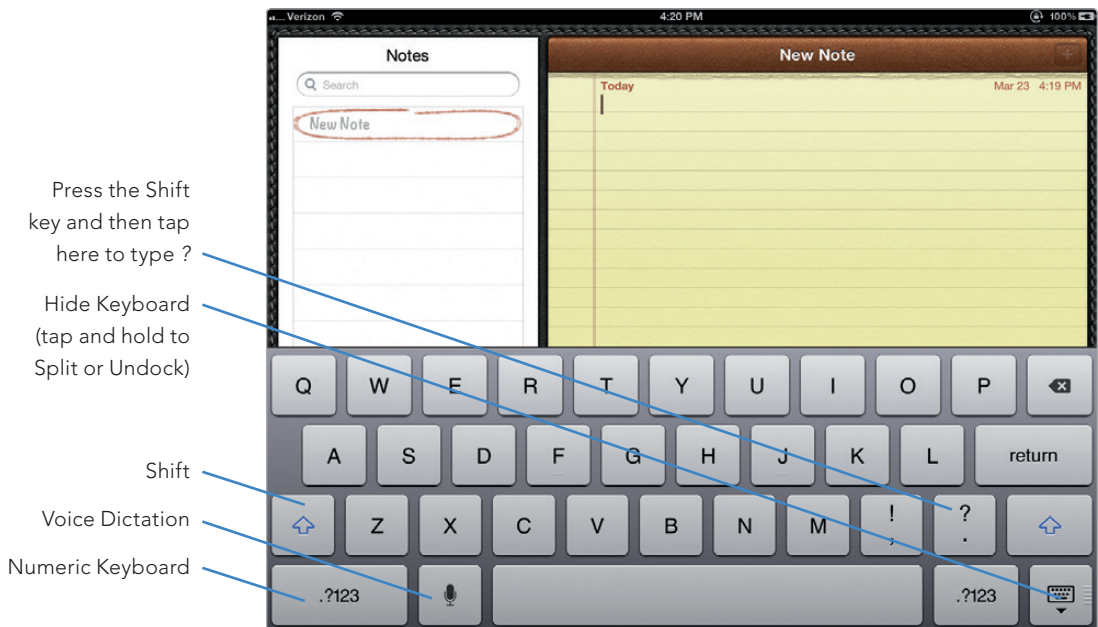 ... Verizon 4:20 PM 100%
Notes
New Note
Search
Today Mar 23 4:19 PM
New Note
Press the Shift
key and then tap
here to type ?
Hide Keyboard
(tap and hold to
Split or Undock)
Q W E R T Y U I O P
A S D F G H J K L return
Shift
Z X C V B N M ! , ? .
Voice Dictation
Numeric Keyboard
.?123 .?123